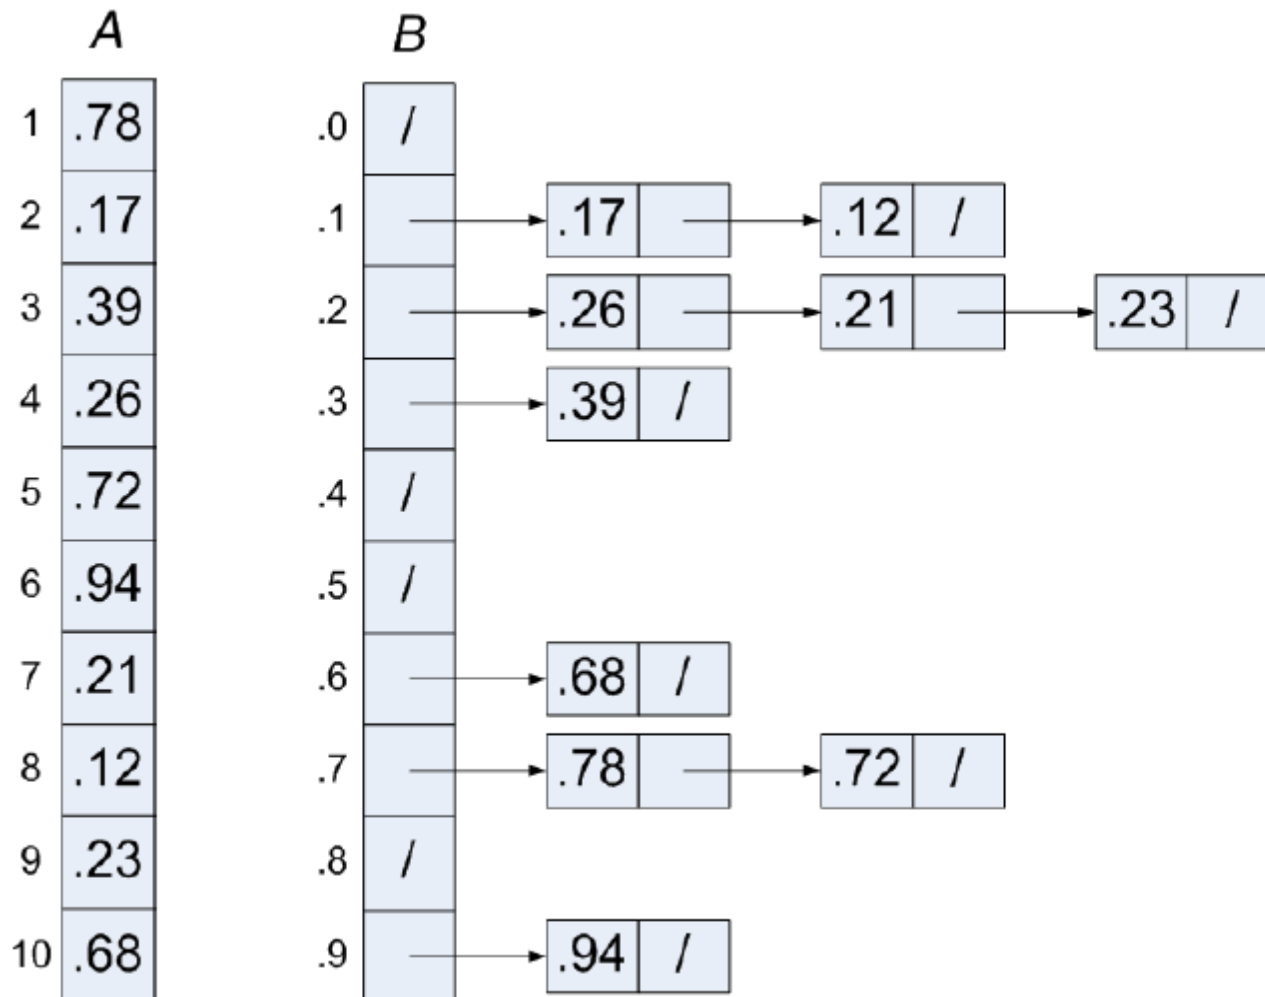 A B
1 .78 .0 /
2 .17 .1 .17 .12 /
3 .39 .2 .26 .21 .23 /
4 .26 .3 .39 /
5 .72 .4 /
6 .94 .5 /
7 .21 .6 .68 /
8 .12 .7 .78 .72 /
9 .23 .8 /
10 .68 .9 .94 /